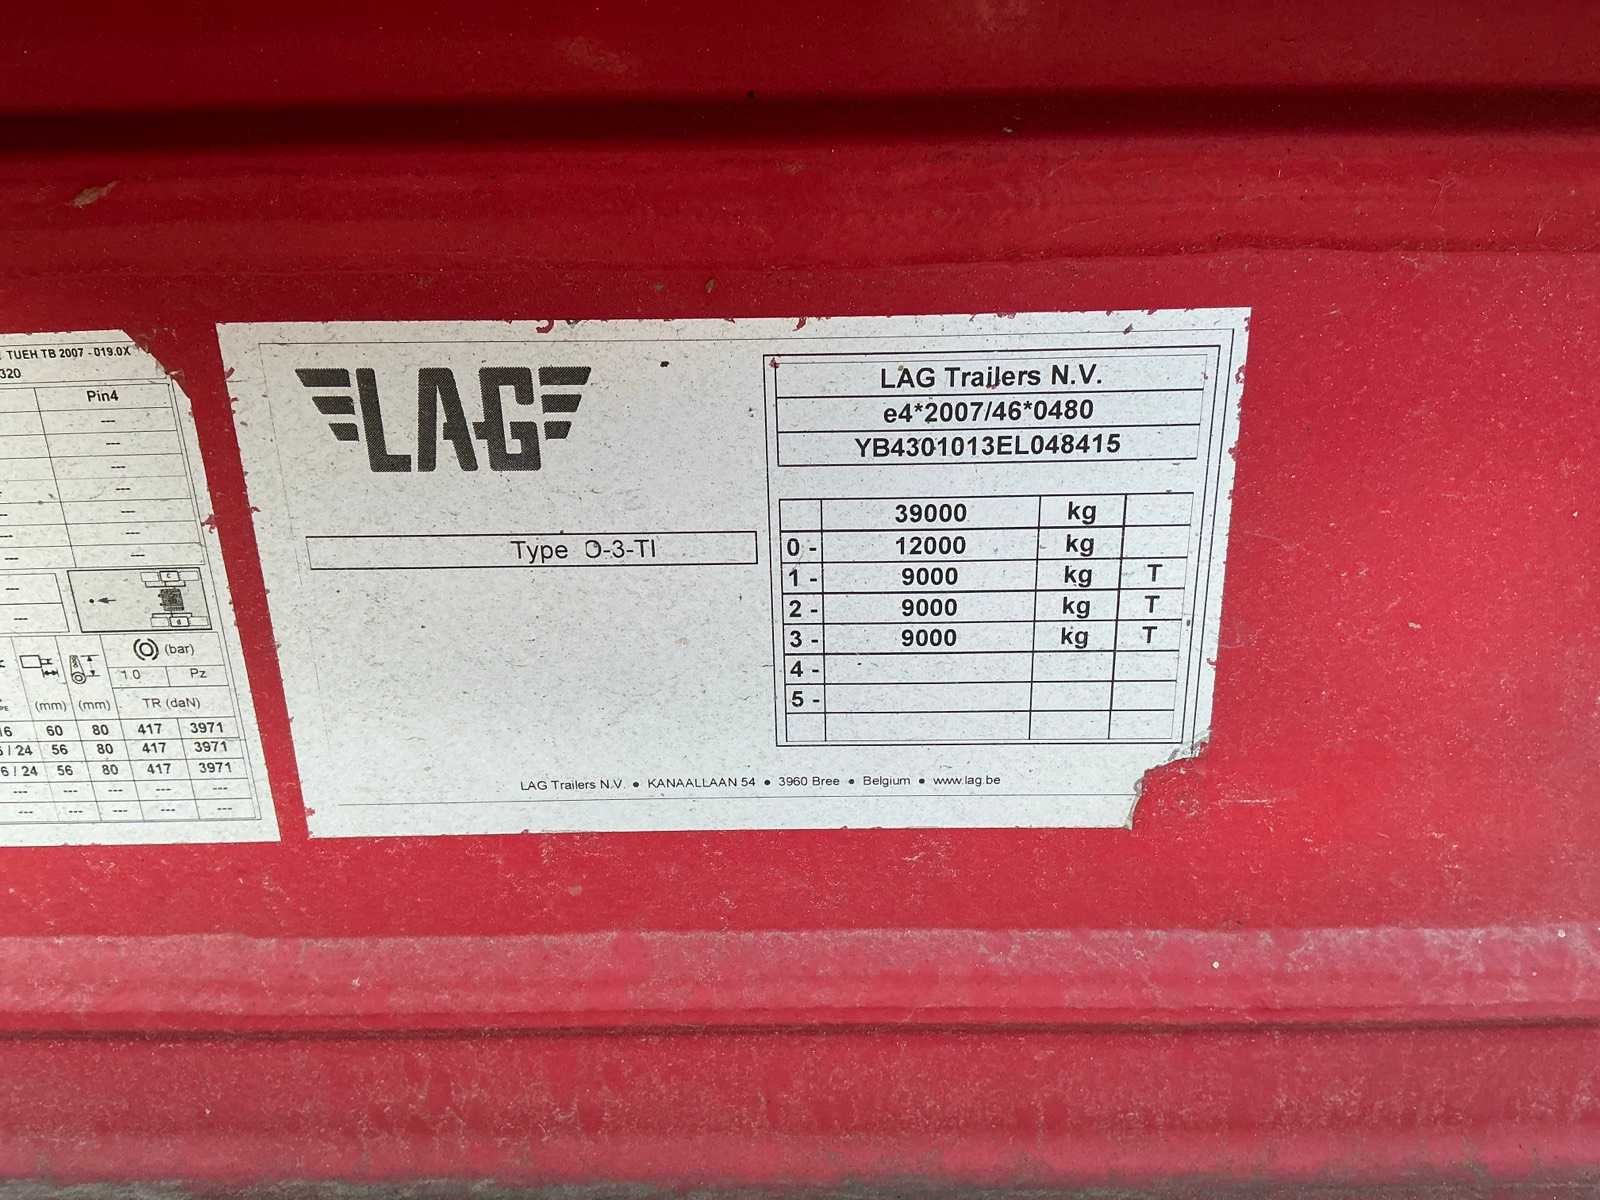 TUEH TB 2007 - 019.0X
320
Pin4
---
---
---
---
---
---
---
---
---
c
d
(bar)
1.0 Pz
(mm) (mm) TR (daN)
16 60 80 417 3971
6 / 24 56 80 417 3971
6 / 24 56 80 417 3971
--- --- --- --- ---
--- --- --- --- ---
LAG
Type O-3-TI
LAG Trailers N.V.
e4*2007/46*0480
YB4301013EL048415
39000 kg
0 - 12000 kg
1 - 9000 kg T
2 - 9000 kg T
3 - 9000 kg T
4 -
5 -
LAG Trailers N.V. ● KANAALLAAN 54 ● 3960 Bree ● Belgium ● www.lag.be